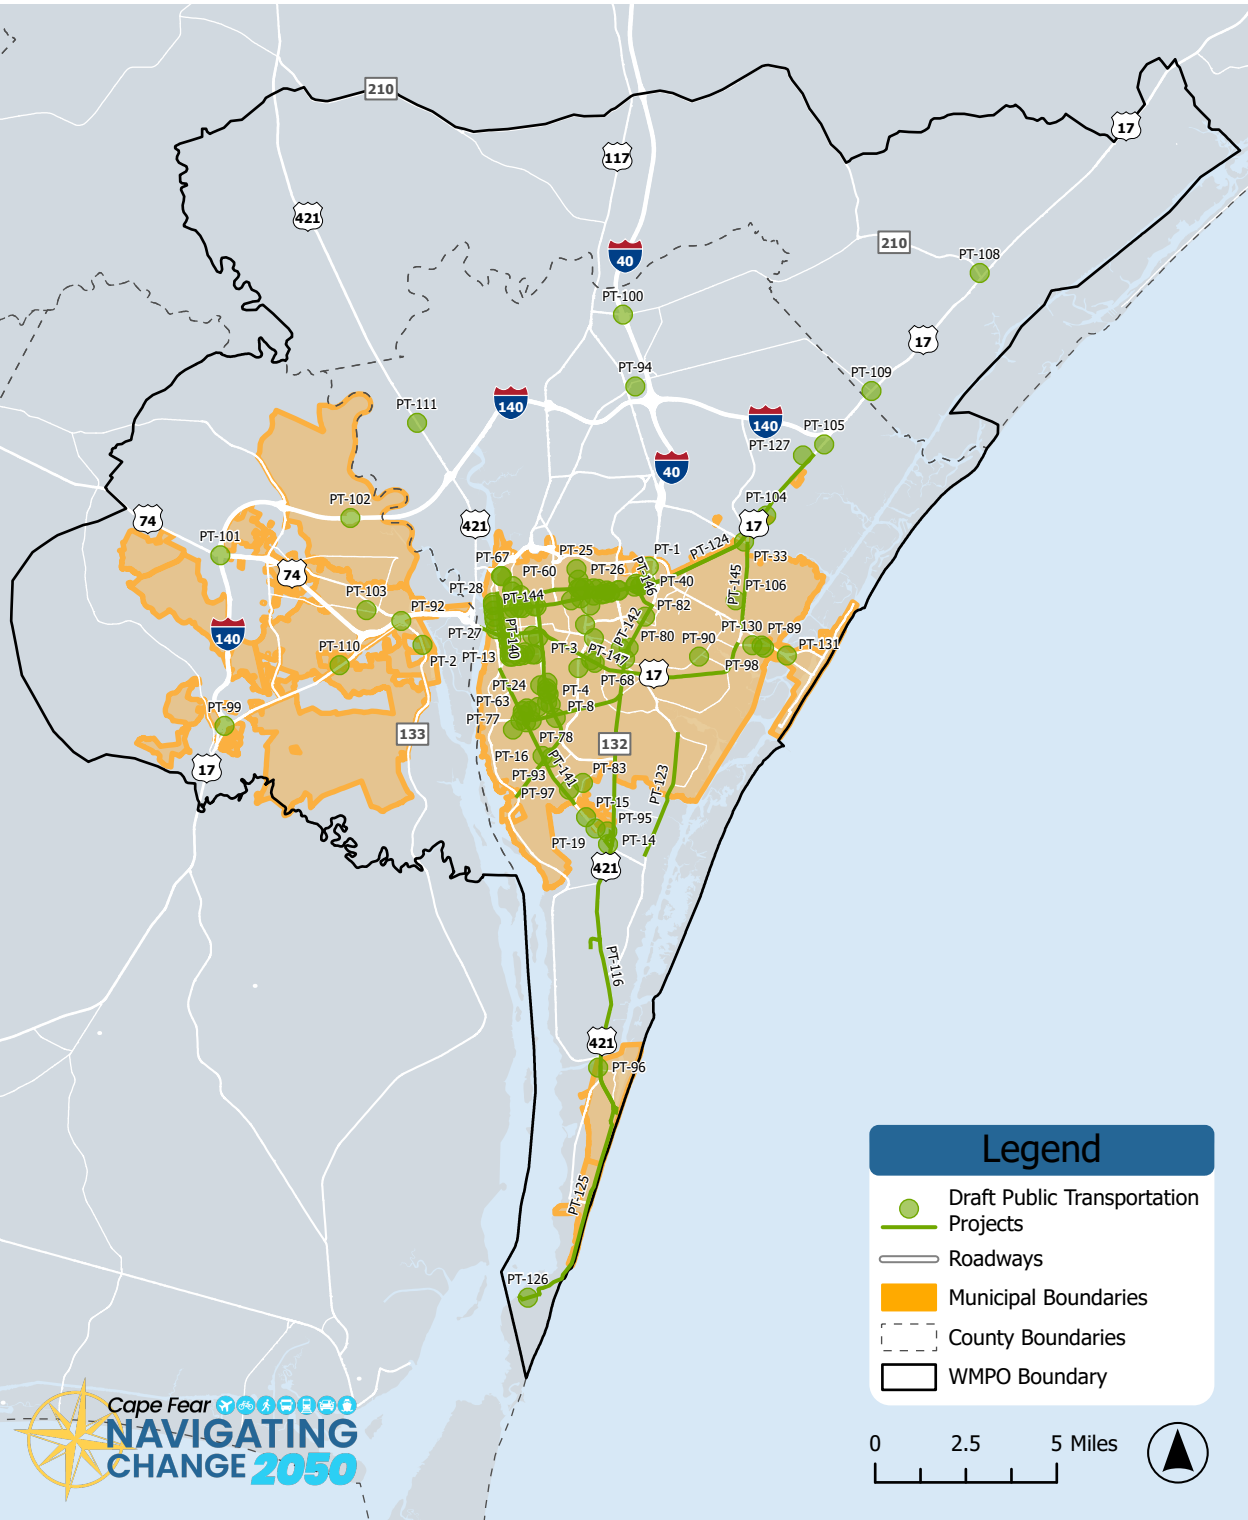 210
17
117
421
210
PT-108
40
PT-100
17
PT-94
PT-109
140
PT-111
140
PT-105
PT-127
40
PT-102
PT-104
74
421
17
PT-101
PT-124
PT-33
PT-67
PT-25
PT-1
74
PT-60
PT-26
PT-146
PT-40
PT-145
PT-106
PT-28
PT-144
PT-103
PT-92
PT-82
PT-142
PT-27
PT-140
PT-80
PT-130
PT-89
140
PT-110
PT-2
PT-13
PT-3
PT-147
PT-90
PT-131
PT-98
17
PT-68
PT-24
PT-4
PT-63
PT-8
PT-99
PT-77
133
PT-78
132
PT-16
17
PT-93
PT-141
PT-83
PT-123
PT-97
PT-15
PT-95
PT-19
PT-14
421
PT-116
421
PT-96
PT-125
PT-126
Legend
Draft Public Transportation
Projects
Roadways
Municipal Boundaries
County Boundaries
WMPO Boundary
0 2.5 5 Miles
Cape Fear
NAVIGATING
CHANGE 2050